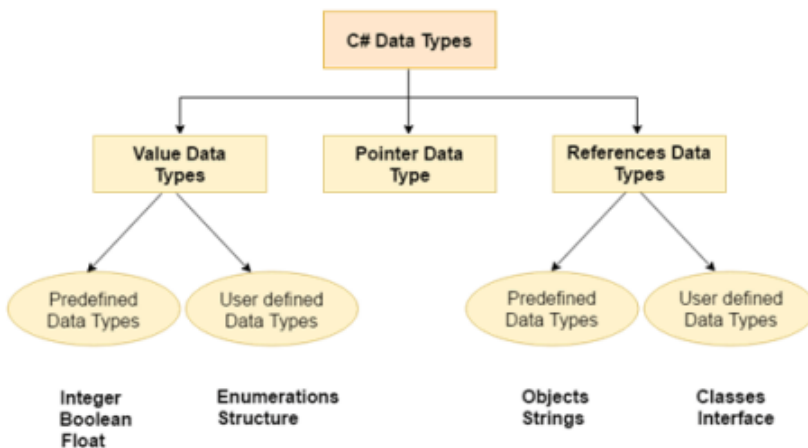 C# Data Types
Value Data
Types
Pointer Data
Type
References Data
Types
Predefined
Data Types
User defined
Data Types
Predefined
Data Types
User defined
Data Types
Integer
Boolean
Float
Enumerations
Structure
Objects
Strings
Classes
Interface